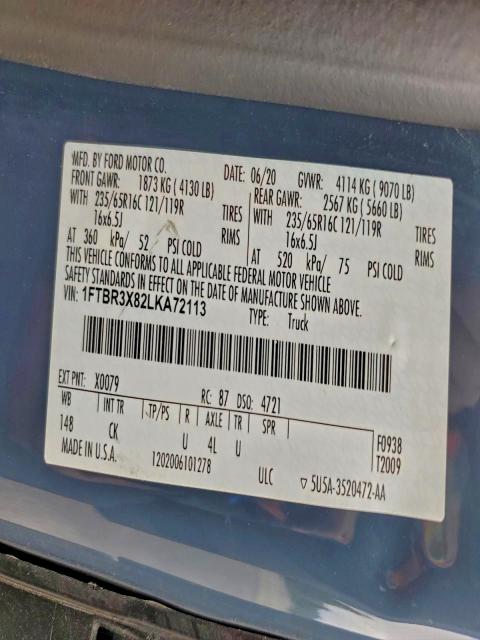 MFD. BY FORD MOTOR CO. DATE: 06/20 GVWR: 4114 KG (9070 LB)
FRONT GAWR: 1873 KG (4130 LB) REAR GAWR: 2567 KG (5660 LB)
WITH 235/65R16C 121/119R TIRES WITH 235/65R16C 121/119R TIRES
16x6.5J RIMS 16x6.5J RIMS
AT 360 kPa/ 52 PSI COLD AT 520 kPa/ 75 PSI COLD
THIS VEHICLE CONFORMS TO ALL APPLICABLE FEDERAL MOTOR VEHICLE
SAFETY STANDARDS IN EFFECT ON THE DATE OF MANUFACTURE SHOWN ABOVE.
VIN: 1FTBR3X82LKA72113 TYPE: Truck
EXT PNT: X0079 RC: 87 DSO: 4721
WB INT TR TP/PS R AXLE TR SPR F0938
148 CK U 4L U T2009
MADE IN U.S.A. 1202006101278 ULC ▽ 5U5A-3520472-AA